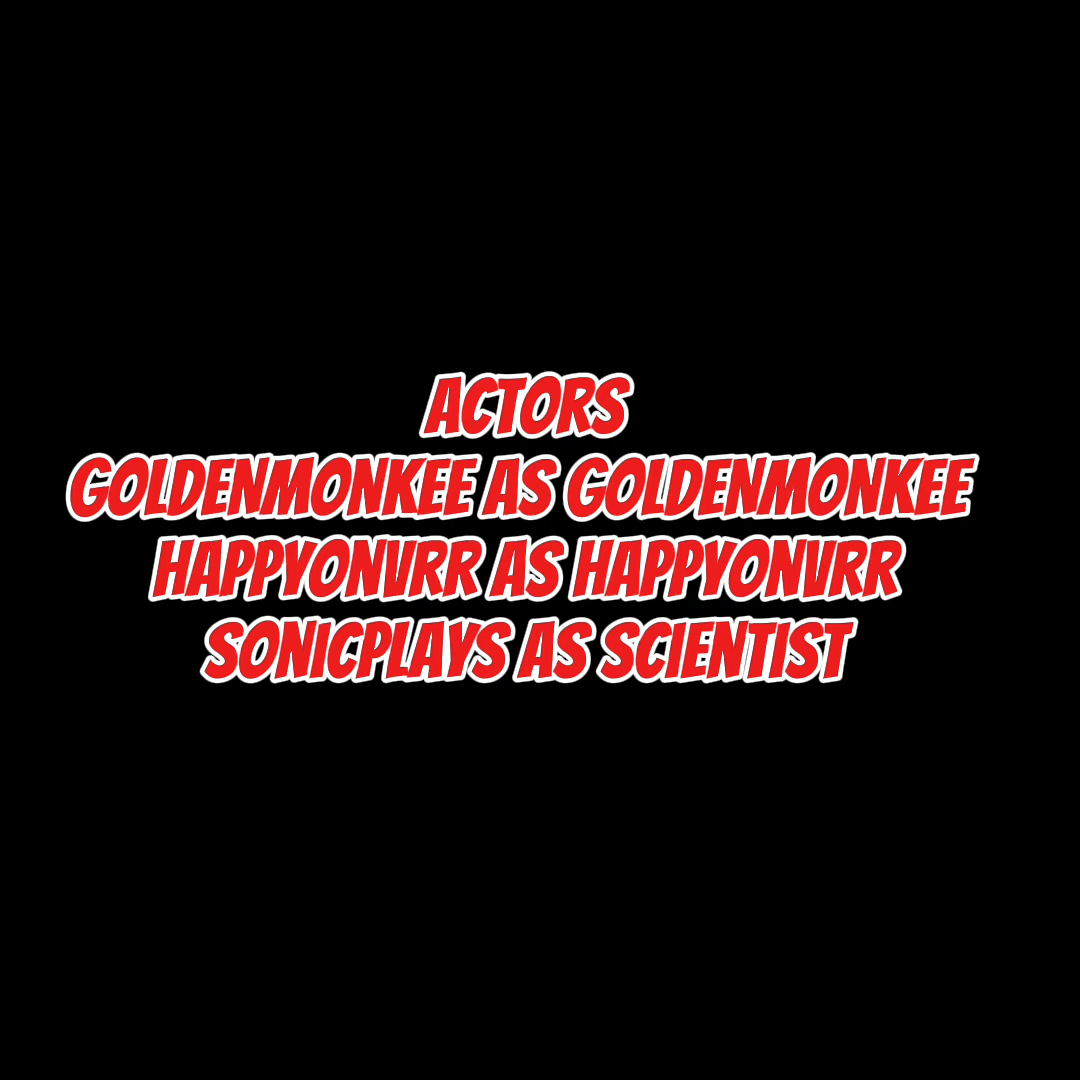 ACTORS
GOLDENMONKEE AS GOLDENMONKEE
HAPPYONVRR AS HAPPYONVRR
SONICPLAYS AS SCIENTIST